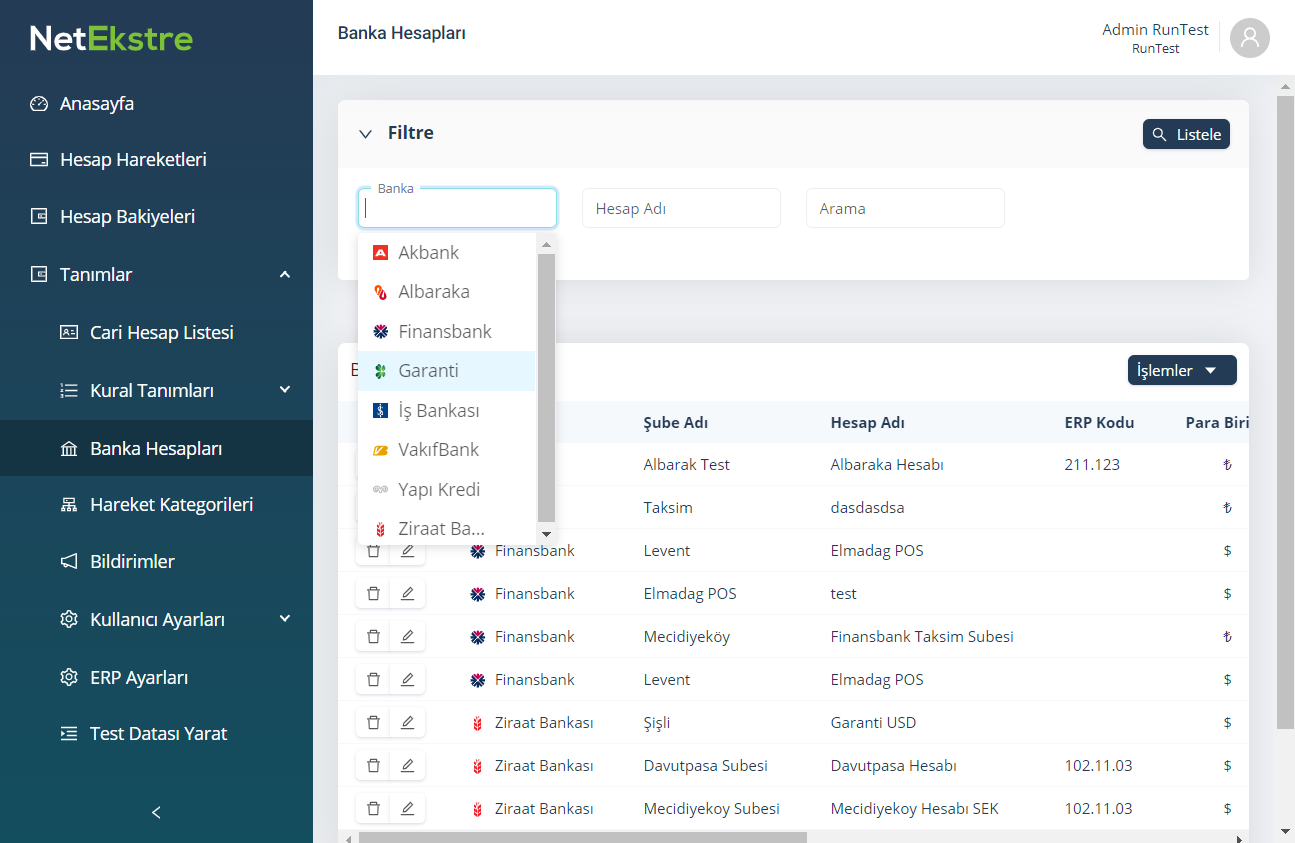 NetEkstre
Anasayfa
Hesap Hareketleri
Hesap Bakiyeleri
Tanımlar
Cari Hesap Listesi
Kural Tanımları
Banka Hesapları
Hareket Kategorileri
Bildirimler
Kullanıcı Ayarları
ERP Ayarları
Test Datası Yarat
Banka Hesapları
Admin RunTest
RunTest
Filtre
Listele
Banka
Hesap Adı
Arama
Akbank
Albaraka
Finansbank
Garanti
İş Bankası
VakıfBank
Yapı Kredi
Ziraat Ba...
İşlemler
Şube Adı Hesap Adı ERP Kodu Para Biri
Albarak Test Albaraka Hesabı 211.123 ₺
Taksim dasdasdsa ₺
Finansbank Levent Elmadag POS $
Finansbank Elmadag POS test $
Finansbank Mecidiyeköy Finansbank Taksim Subesi ₺
Finansbank Levent Elmadag POS $
Ziraat Bankası Şişli Garanti USD $
Ziraat Bankası Davutpasa Subesi Davutpasa Hesabı 102.11.03 $
Ziraat Bankası Mecidiyekoy Subesi Mecidiyekoy Hesabı SEK 102.11.03 $